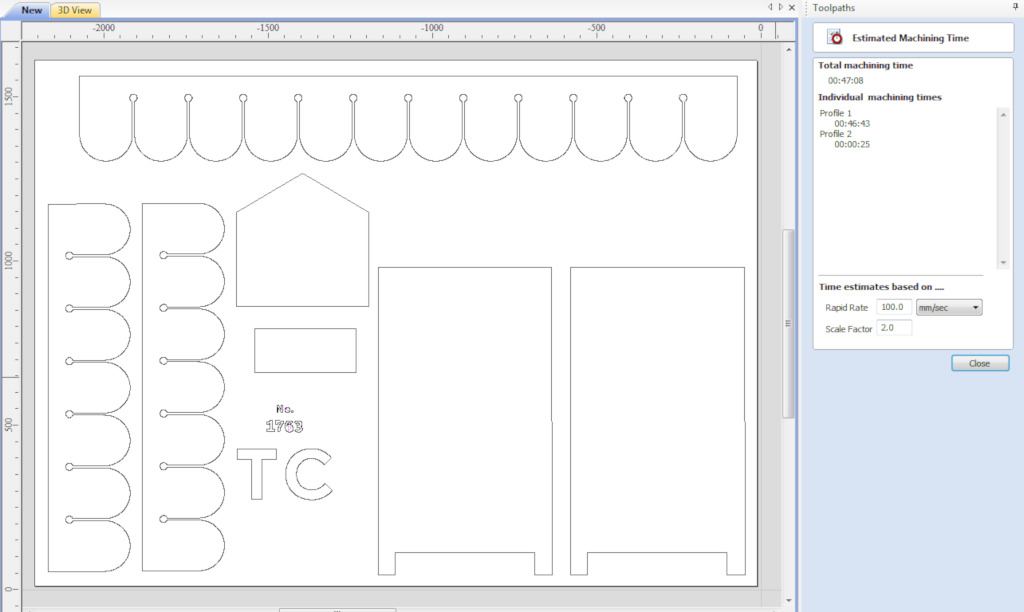 New 3D View
Toolpaths
-2000 -1500 -1000 -500 0
Estimated Machining Time
Total machining time
00:47:08
Individual machining times
Profile 1
00:46:43
Profile 2
00:00:25
1500
1000
500
0
No.
1763
TC
Time estimates based on ....
Rapid Rate 100.0 mm/sec
Scale Factor 2.0
Close